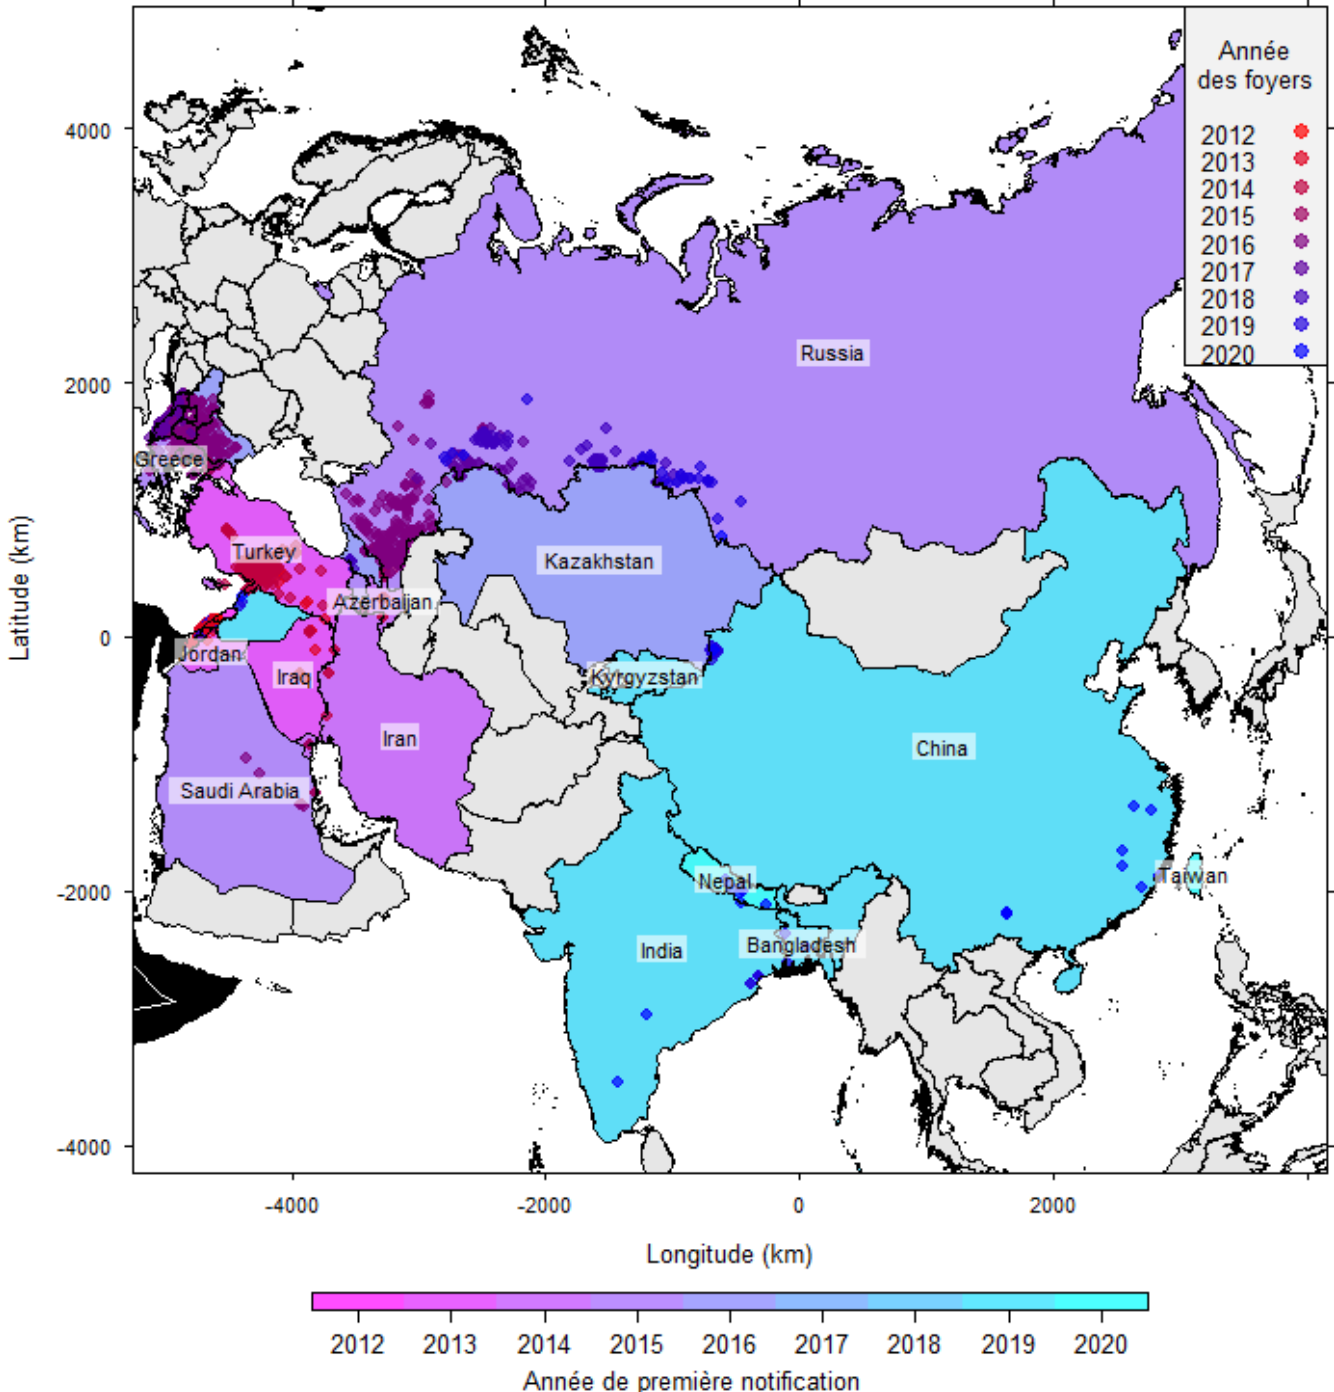 Année
des foyers
2012
2013
2014
2015
2016
2017
2018
2019
2020
4000
2000
0
-2000
-4000
Latitude (km)
Russia
Greece
Turkey
Kazakhstan
Azerbaijan
Jordan
Iraq
Kyrgyzstan
Iran
China
Saudi Arabia
Nepal
Taiwan
India
Bangladesh
-4000
-2000
0
2000
Longitude (km)
2012
2013
2014
2015
2016
2017
2018
2019
2020
Année de première notification